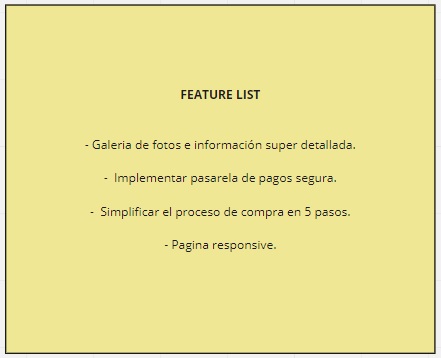 FEATURE LIST
- Galeria de fotos e información super detallada.
- Implementar pasarela de pagos segura.
- Simplificar el proceso de compra en 5 pasos.
- Pagina responsive.